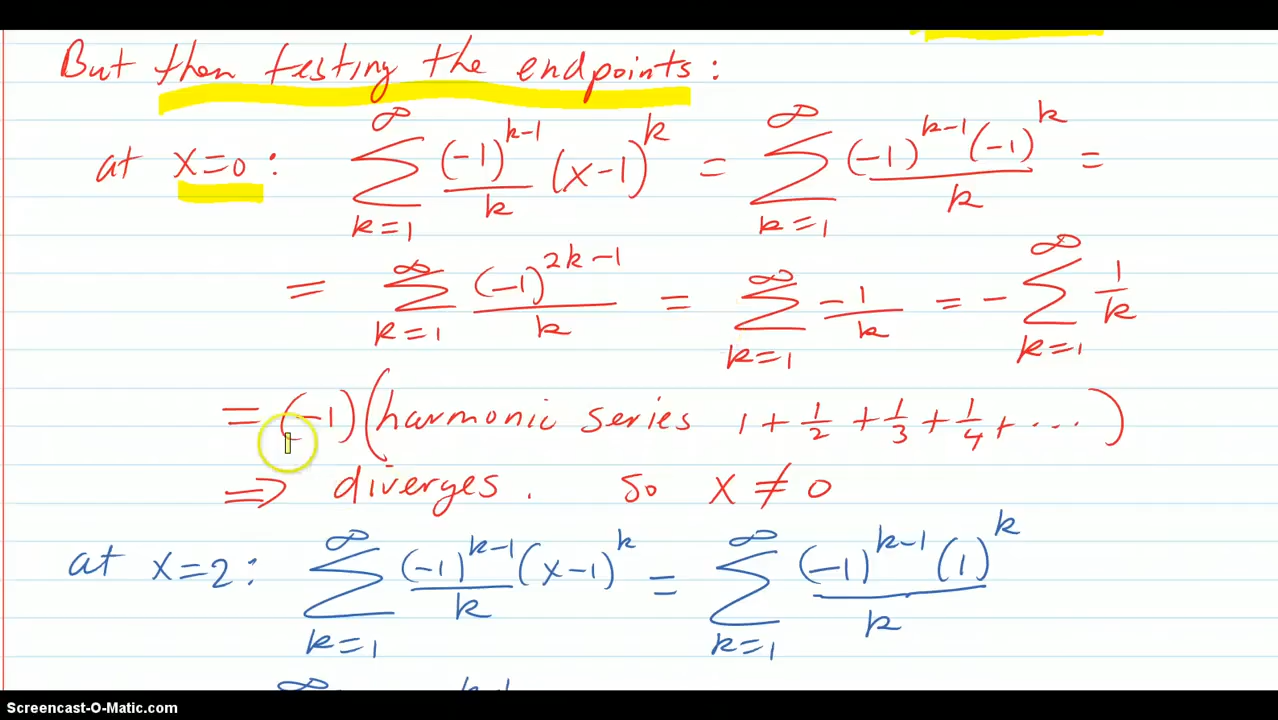 But then testing the endpoints:
at x=0: ∑_{k=1}^{∞} (-1)^{k-1}/k (x-1)^k = ∑_{k=1}^{∞} (-1)^{k-1}(-1)^k/k =
= ∑_{k=1}^{∞} (-1)^{2k-1}/k = ∑_{k=1}^{∞} -1/k = -∑_{k=1}^{∞} 1/k
= (-1)(harmonic series 1 + 1/2 + 1/3 + 1/4 + ...)
⇒ diverges. so x ≠ 0
at x=2: ∑_{k=1}^{∞} (-1)^{k-1}/k (x-1)^k = ∑_{k=1}^{∞} (-1)^{k-1}(1)^k/k
Screencast-O-Matic.com